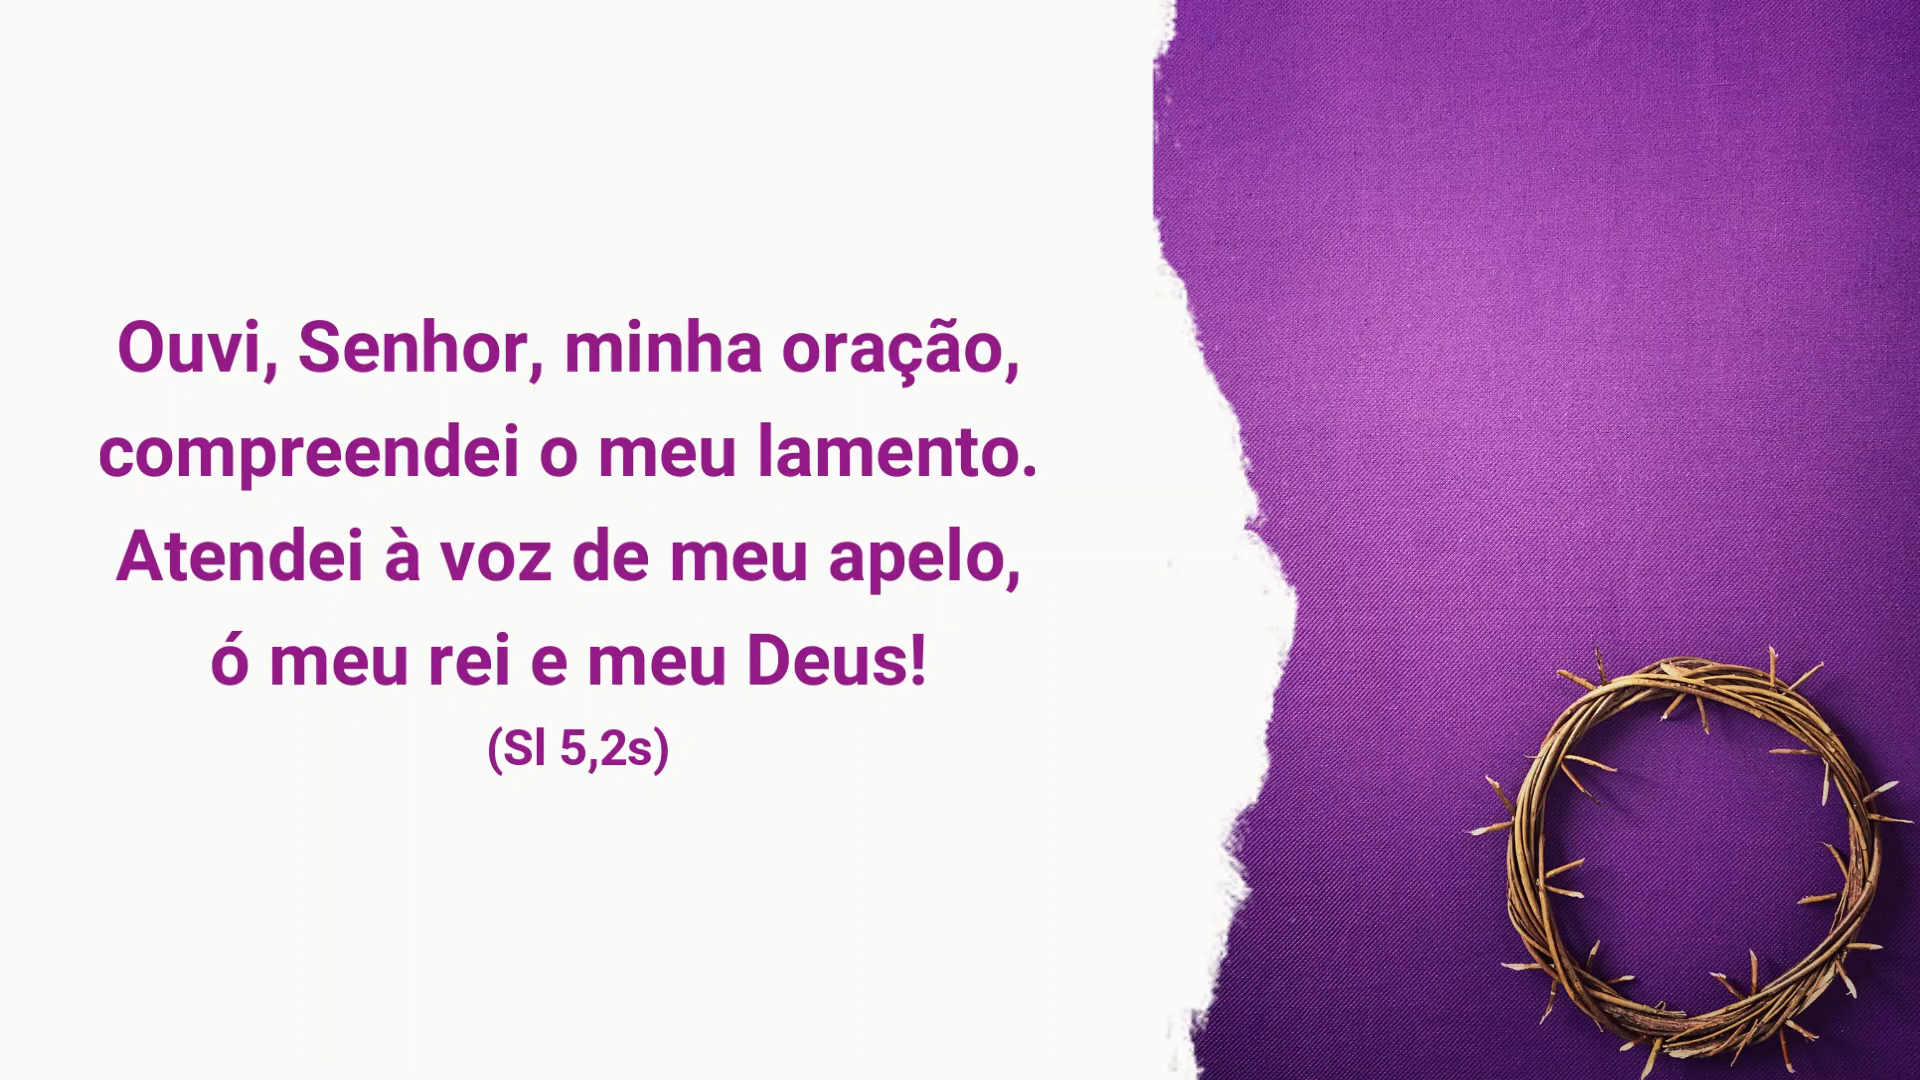 Ouvi, Senhor, minha oração,
compreendei o meu lamento.
Atendei à voz de meu apelo,
ó meu rei e meu Deus!
(Sl 5,2s)